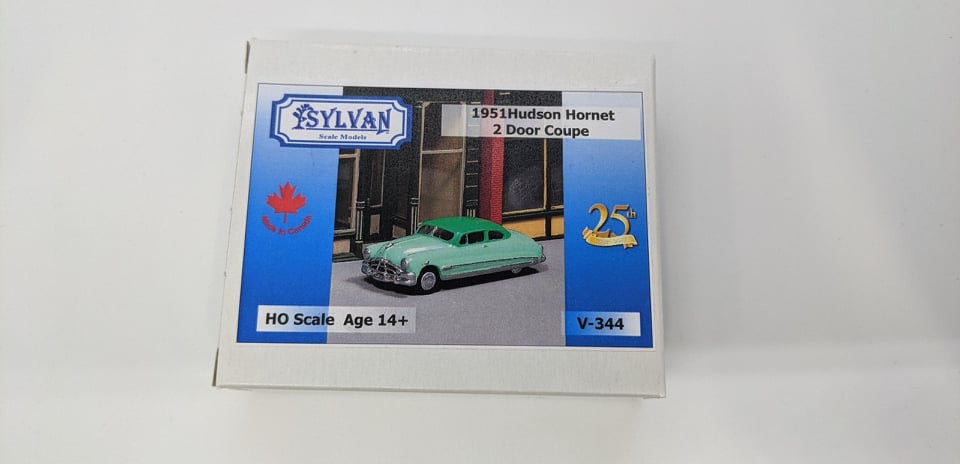 SYLVAN
Scale Models
1951Hudson Hornet
2 Door Coupe
Made in Canada
25th
HO Scale Age 14+
V-344